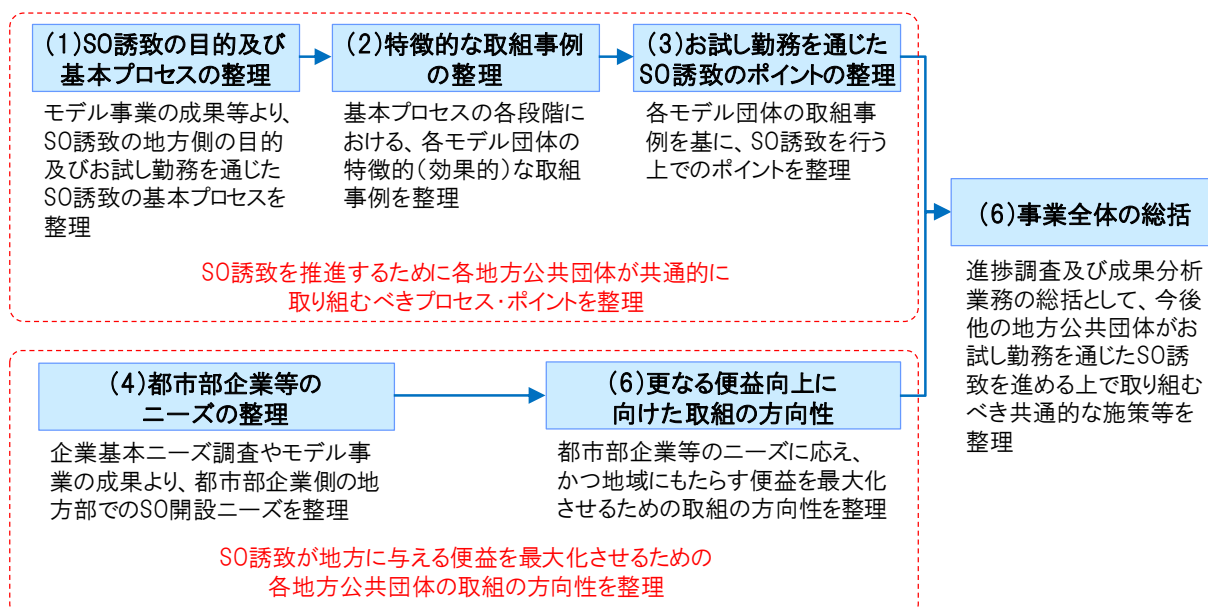 (1)SO誘致の目的及び
基本プロセスの整理
モデル事業の成果等より、
SO誘致の地方側の目的
及びお試し勤務を通じた
SO誘致の基本プロセスを
整理
(2)特徴的な取組事例
の整理
基本プロセスの各段階に
おける、各モデル団体の
特徴的(効果的)な取組
事例を整理
(3)お試し勤務を通じた
SO誘致のポイントの整理
各モデル団体の取組事
例を基に、SO誘致を行う
上でのポイントを整理
SO誘致を推進するために各地方公共団体が共通的に
取り組むべきプロセス・ポイントを整理
(4)都市部企業等の
ニーズの整理
企業基本ニーズ調査やモデル事
業の成果より、都市部企業側の地
方部でのSO開設ニーズを整理
(6)更なる便益向上に
向けた取組の方向性
都市部企業等のニーズに応え、
かつ地域にもたらす便益を最大化
させるための取組の方向性を整理
SO誘致が地方に与える便益を最大化させるための
各地方公共団体の取組の方向性を整理
(6)事業全体の総括
進捗調査及び成果分析
業務の総括として、今後
他の地方公共団体がお
試し勤務を通じたSO誘
致を進める上で取り組む
べき共通的な施策等を
整理